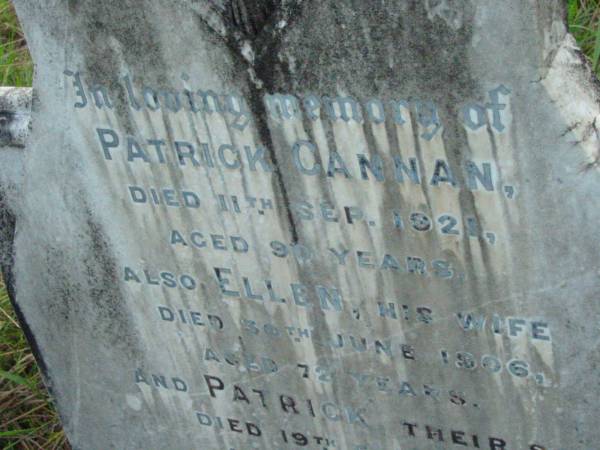 In loving memory of
PATRICK CANNAN,
DIED 11TH SEP. 1921,
AGED 90 YEARS.
ALSO ELLEN, HIS WIFE
DIED 30TH JUNE 1906,
AGED 72 YEARS.
AND PATRICK THEIR S
DIED 19TH